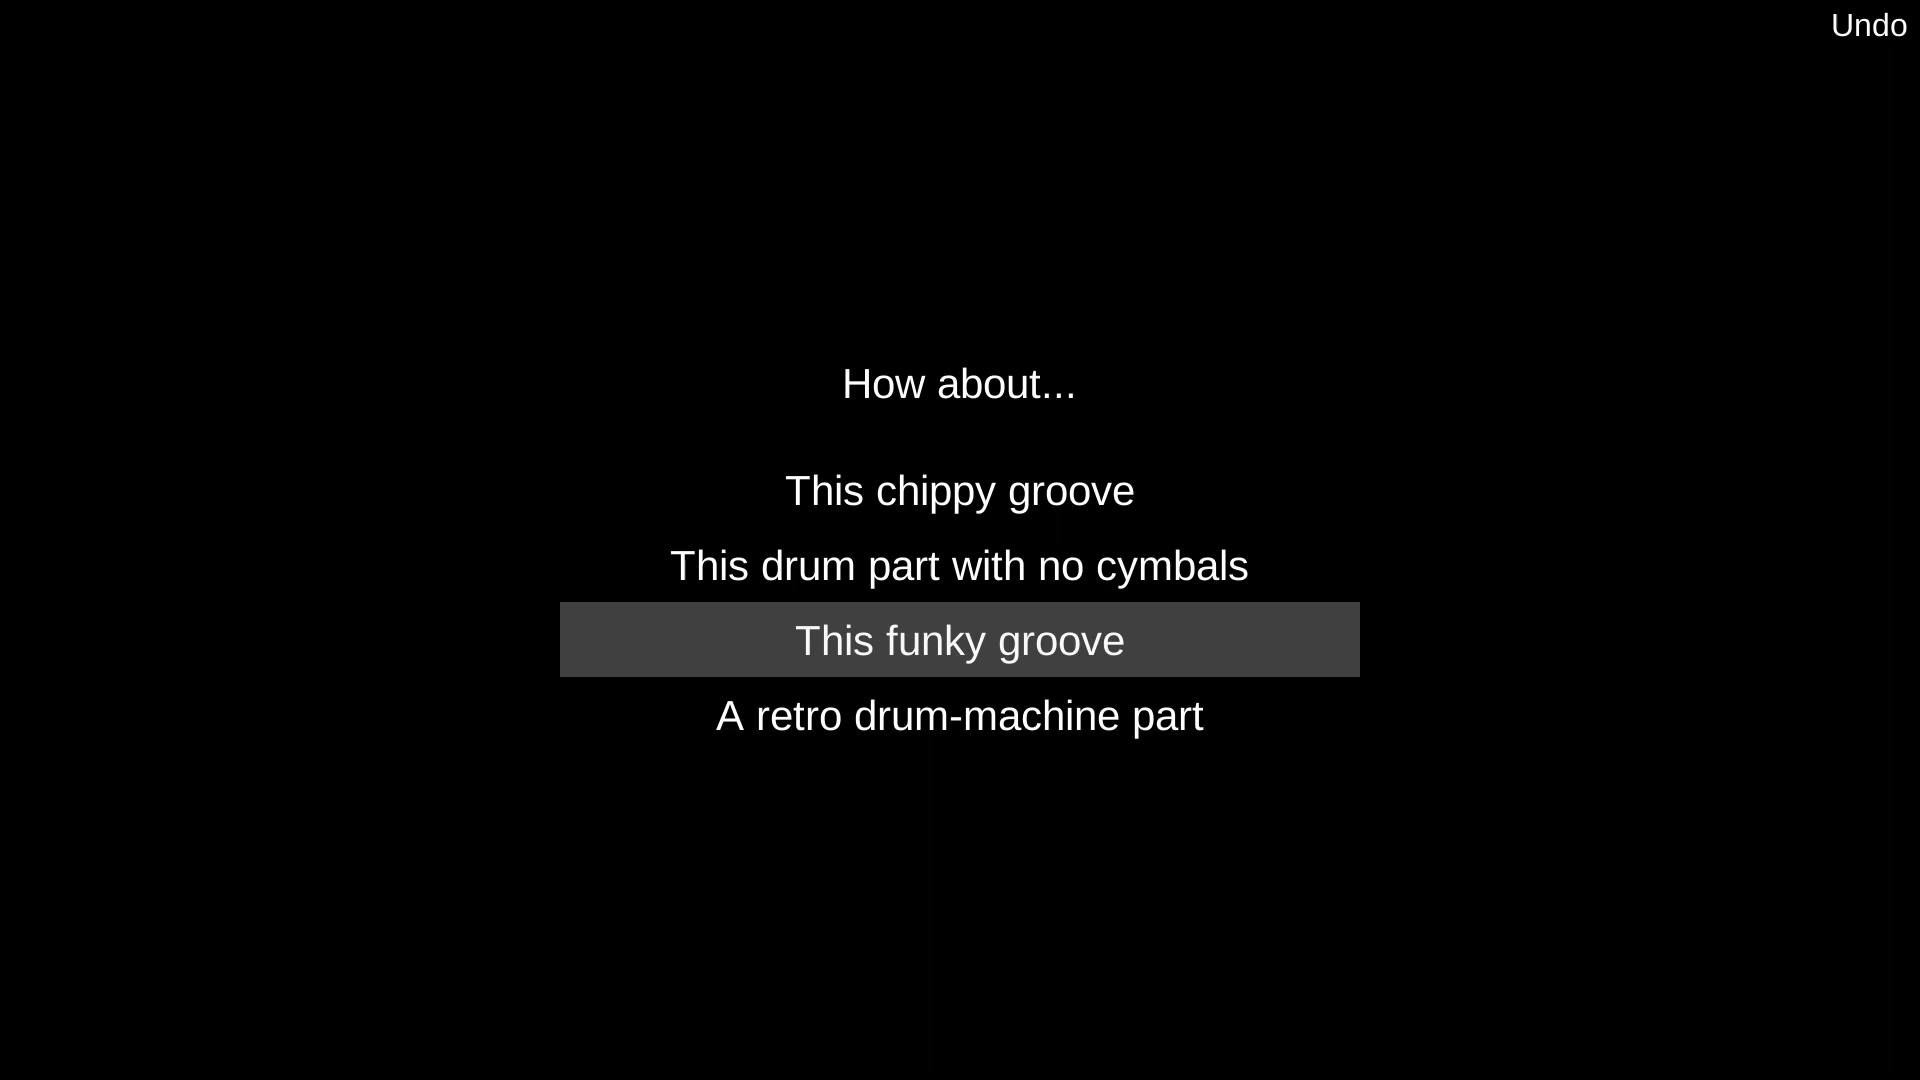 Undo
How about...
This chippy groove
This drum part with no cymbals
This funky groove
A retro drum-machine part